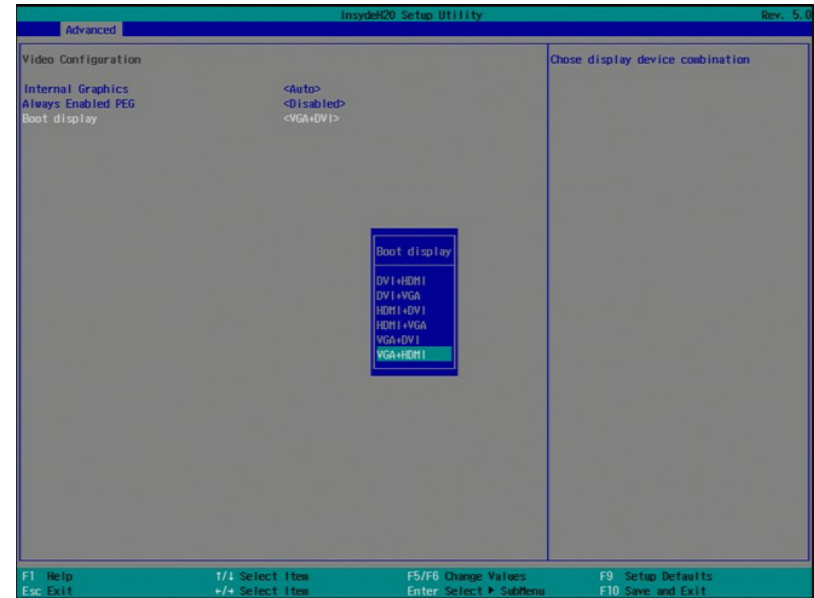 InsydeH20 Setup Utility Rev. 5.0
Advanced
Video Configuration
Chose display device combination
Internal Graphics <Auto>
Always Enabled PEG <Disabled>
Boot display <VGA+DVI>
Boot display
DVI+HDMI
DVI+VGA
HDMI+DVI
HDMI+VGA
VGA+DVI
VGA+HDMI
F1 Help ↑/↓ Select Item F5/F6 Change Values F9 Setup Defaults
Esc Exit ←/→ Select Item Enter Select ▶ SubMenu F10 Save and Exit